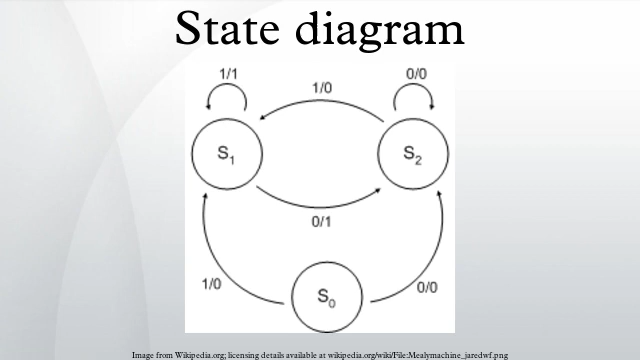 State diagram
1/1
1/0
0/0
S₁
S₂
0/1
1/0
S₀
0/0
Image from Wikipedia.org; licensing details available at wikipedia.org/wiki/File:Mealymachine_jaredwf.png